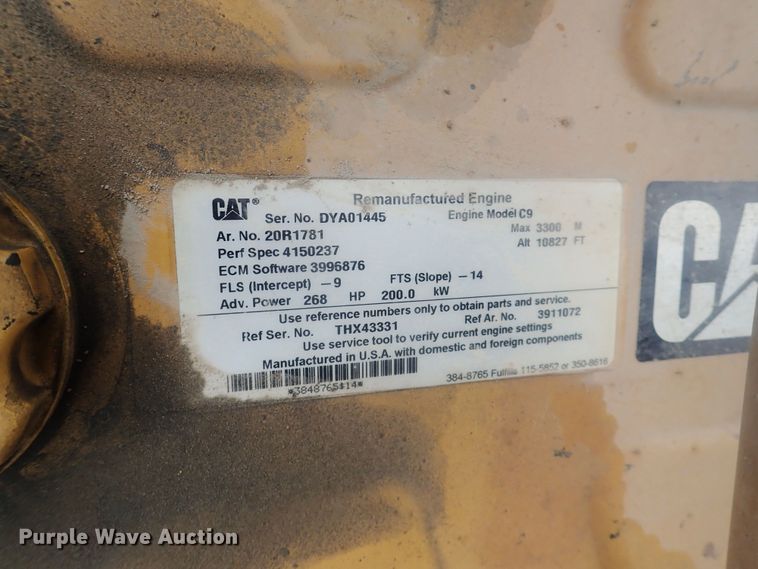 CAT® Remanufactured Engine
Ser. No. DYA01445 Engine Model C9
Ar. No. 20R1781 Max 3300 M
Perf Spec 4150237 Alt 10827 FT
ECM Software 3996876
FLS (Intercept) -9 FTS (Slope) -14
Adv. Power 268 HP 200.0 kW
Use reference numbers only to obtain parts and service.
Ref Ser. No. THX43331 Ref Ar. No. 3911072
Use service tool to verify current engine settings
Manufactured in U.S.A. with domestic and foreign components
*3848765$14*
384-8765 Fulfills 115-5852 or 350-8616
CA
Purple Wave Auction